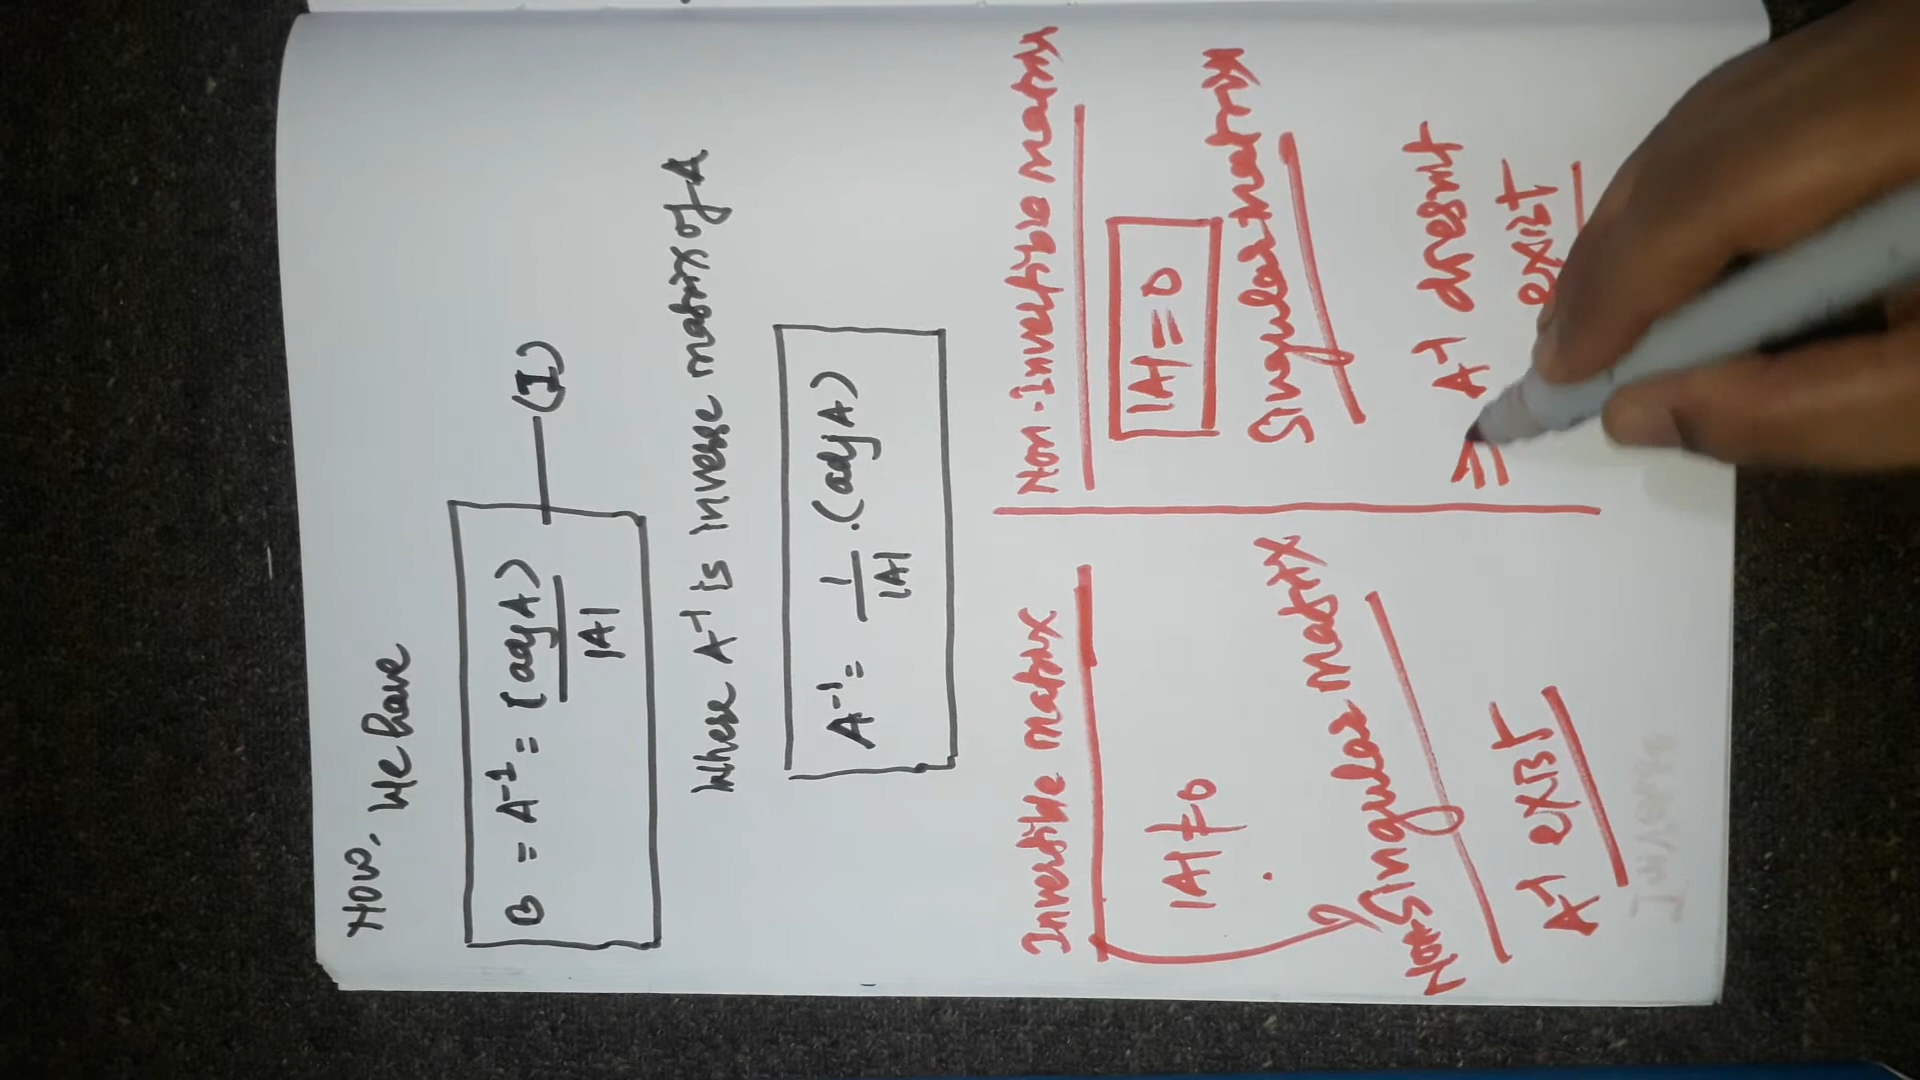 Now, We have
B = A⁻¹ = (adj A) / |A| —(I)
Where A⁻¹ is inverse matrix of A
A⁻¹ = 1/|A| . (adj A)
Invertible matrix
|A| ≠ 0
Non-Singular matrix
A⁻¹ exist
Non-Invertible matrix
|A| = 0
Singular matrix
A⁻¹ doesnt
exist